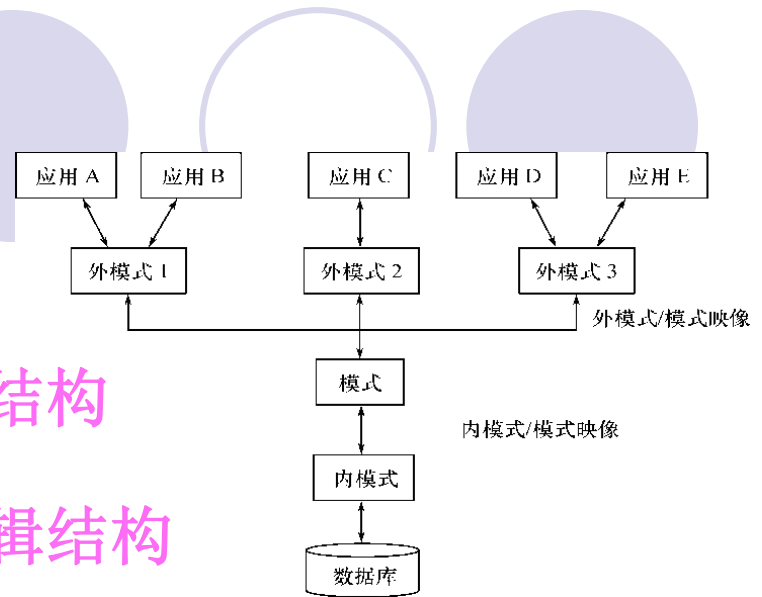 应用 A
应用 B
应用 C
应用 D
应用 E
外模式 1
外模式 2
外模式 3
外模式/模式映像
模式
结构
内模式/模式映像
内模式
辑结构
数据库